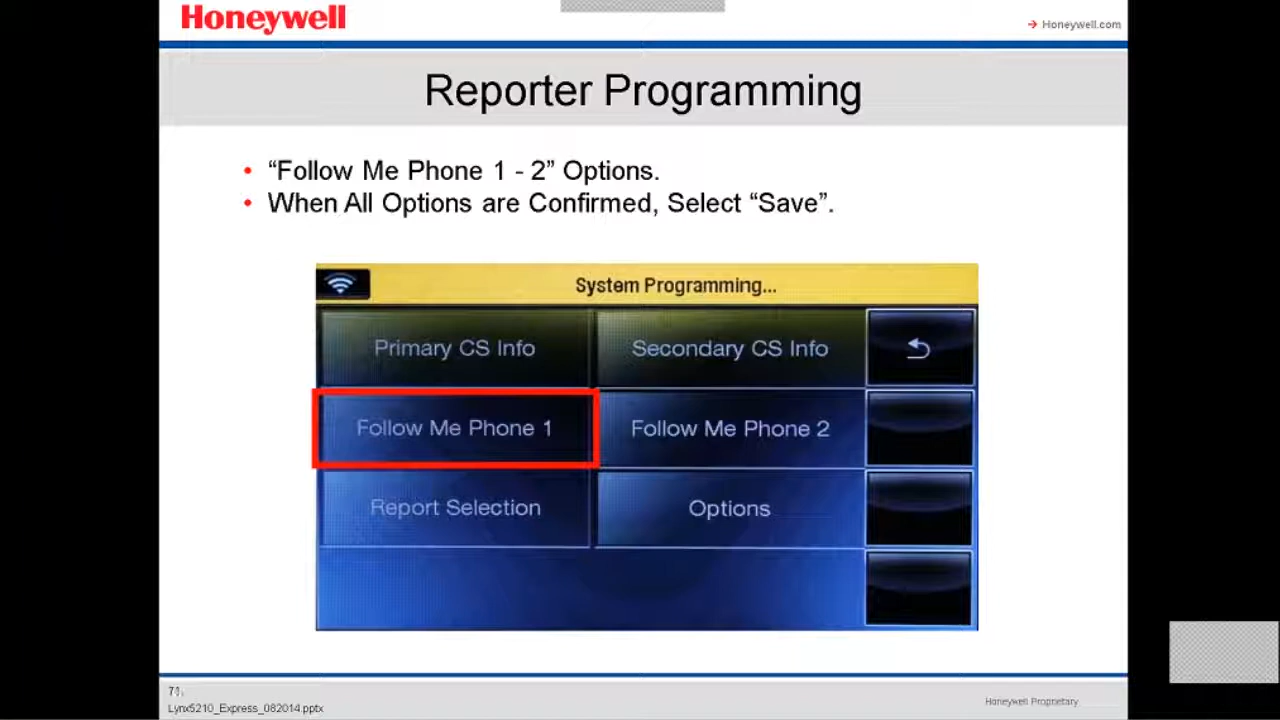 Honeywell
Honeywell.com
Reporter Programming
• “Follow Me Phone 1 - 2” Options.
• When All Options are Confirmed, Select “Save”.
System Programming...
Primary CS Info
Secondary CS Info
Follow Me Phone 1
Follow Me Phone 2
Report Selection
Options
Lynx5210_Express_082014.pptx
Honeywell Proprietary